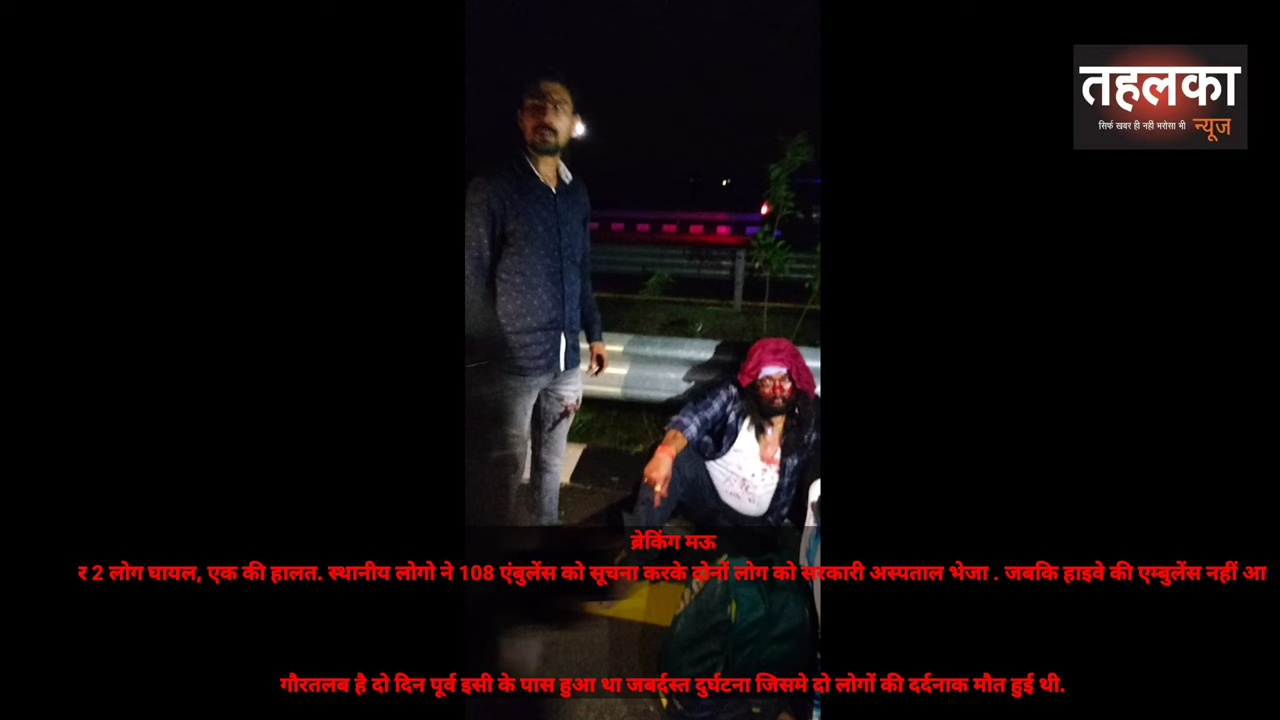 तहलका
सिर्फ खबर ही नहीं भरोसा भी न्यूज
ब्रेकिंग मऊ
र 2 लोग घायल, एक की हालत. स्थानीय लोगो ने 108 एंबुलेंस को सूचना करके दोनों लोग को सरकारी अस्पताल भेजा . जबकि हाइवे की एम्बुलेंस नहीं आ
गौरतलब है दो दिन पूर्व इसी के पास हुआ था जबर्दस्त दुर्घटना जिसमे दो लोगों की दर्दनाक मौत हुई थी.